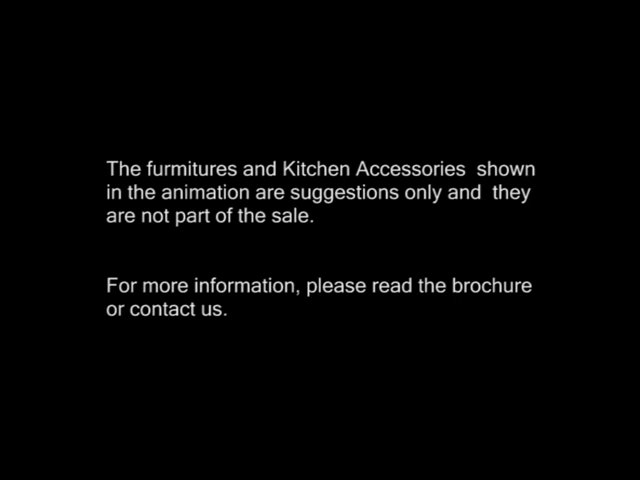 The furmitures and Kitchen Accessories  shown
in the animation are suggestions only and  they
are not part of the sale.
For more information, please read the brochure
or contact us.